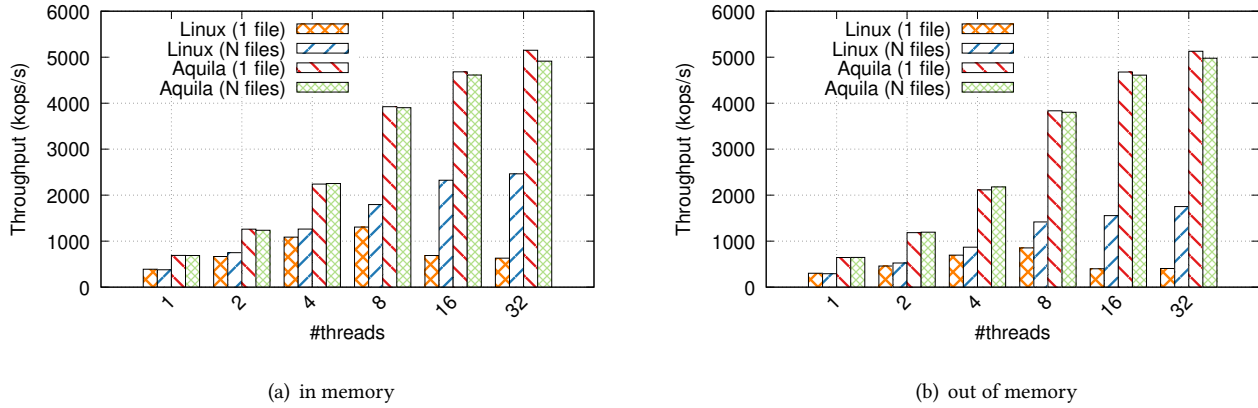 Linux (1 file)
Linux (N files)
Aquila (1 file)
Aquila (N files)
6000
5000
4000
3000
2000
1000
0
Throughput (kops/s)
1
2
4
8
16
32
#threads
(a) in memory
Linux (1 file)
Linux (N files)
Aquila (1 file)
Aquila (N files)
6000
5000
4000
3000
2000
1000
0
Throughput (kops/s)
1
2
4
8
16
32
#threads
(b) out of memory